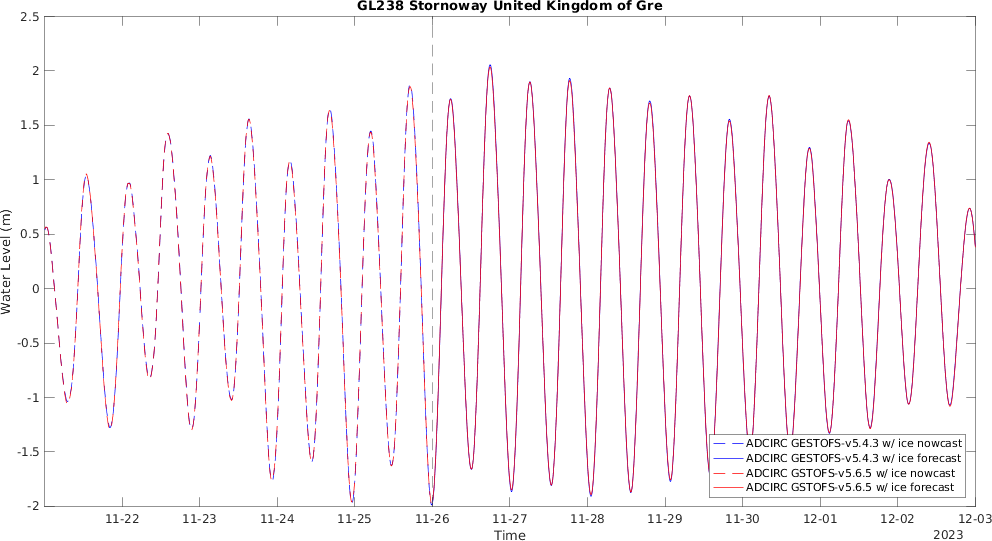 GL238 Stornoway United Kingdom of Gre
2.5
2
1.5
1
0.5
0
-0.5
-1
-1.5
-2
Water Level (m)
ADCIRC GESTOFS-v5.4.3 w/ ice nowcast
ADCIRC GESTOFS-v5.4.3 w/ ice forecast
ADCIRC GSTOFS-v5.6.5 w/ ice nowcast
ADCIRC GSTOFS-v5.6.5 w/ ice forecast
11-22 11-23 11-24 11-25 11-26 11-27 11-28 11-29 11-30 12-01 12-02 12-03
Time
2023